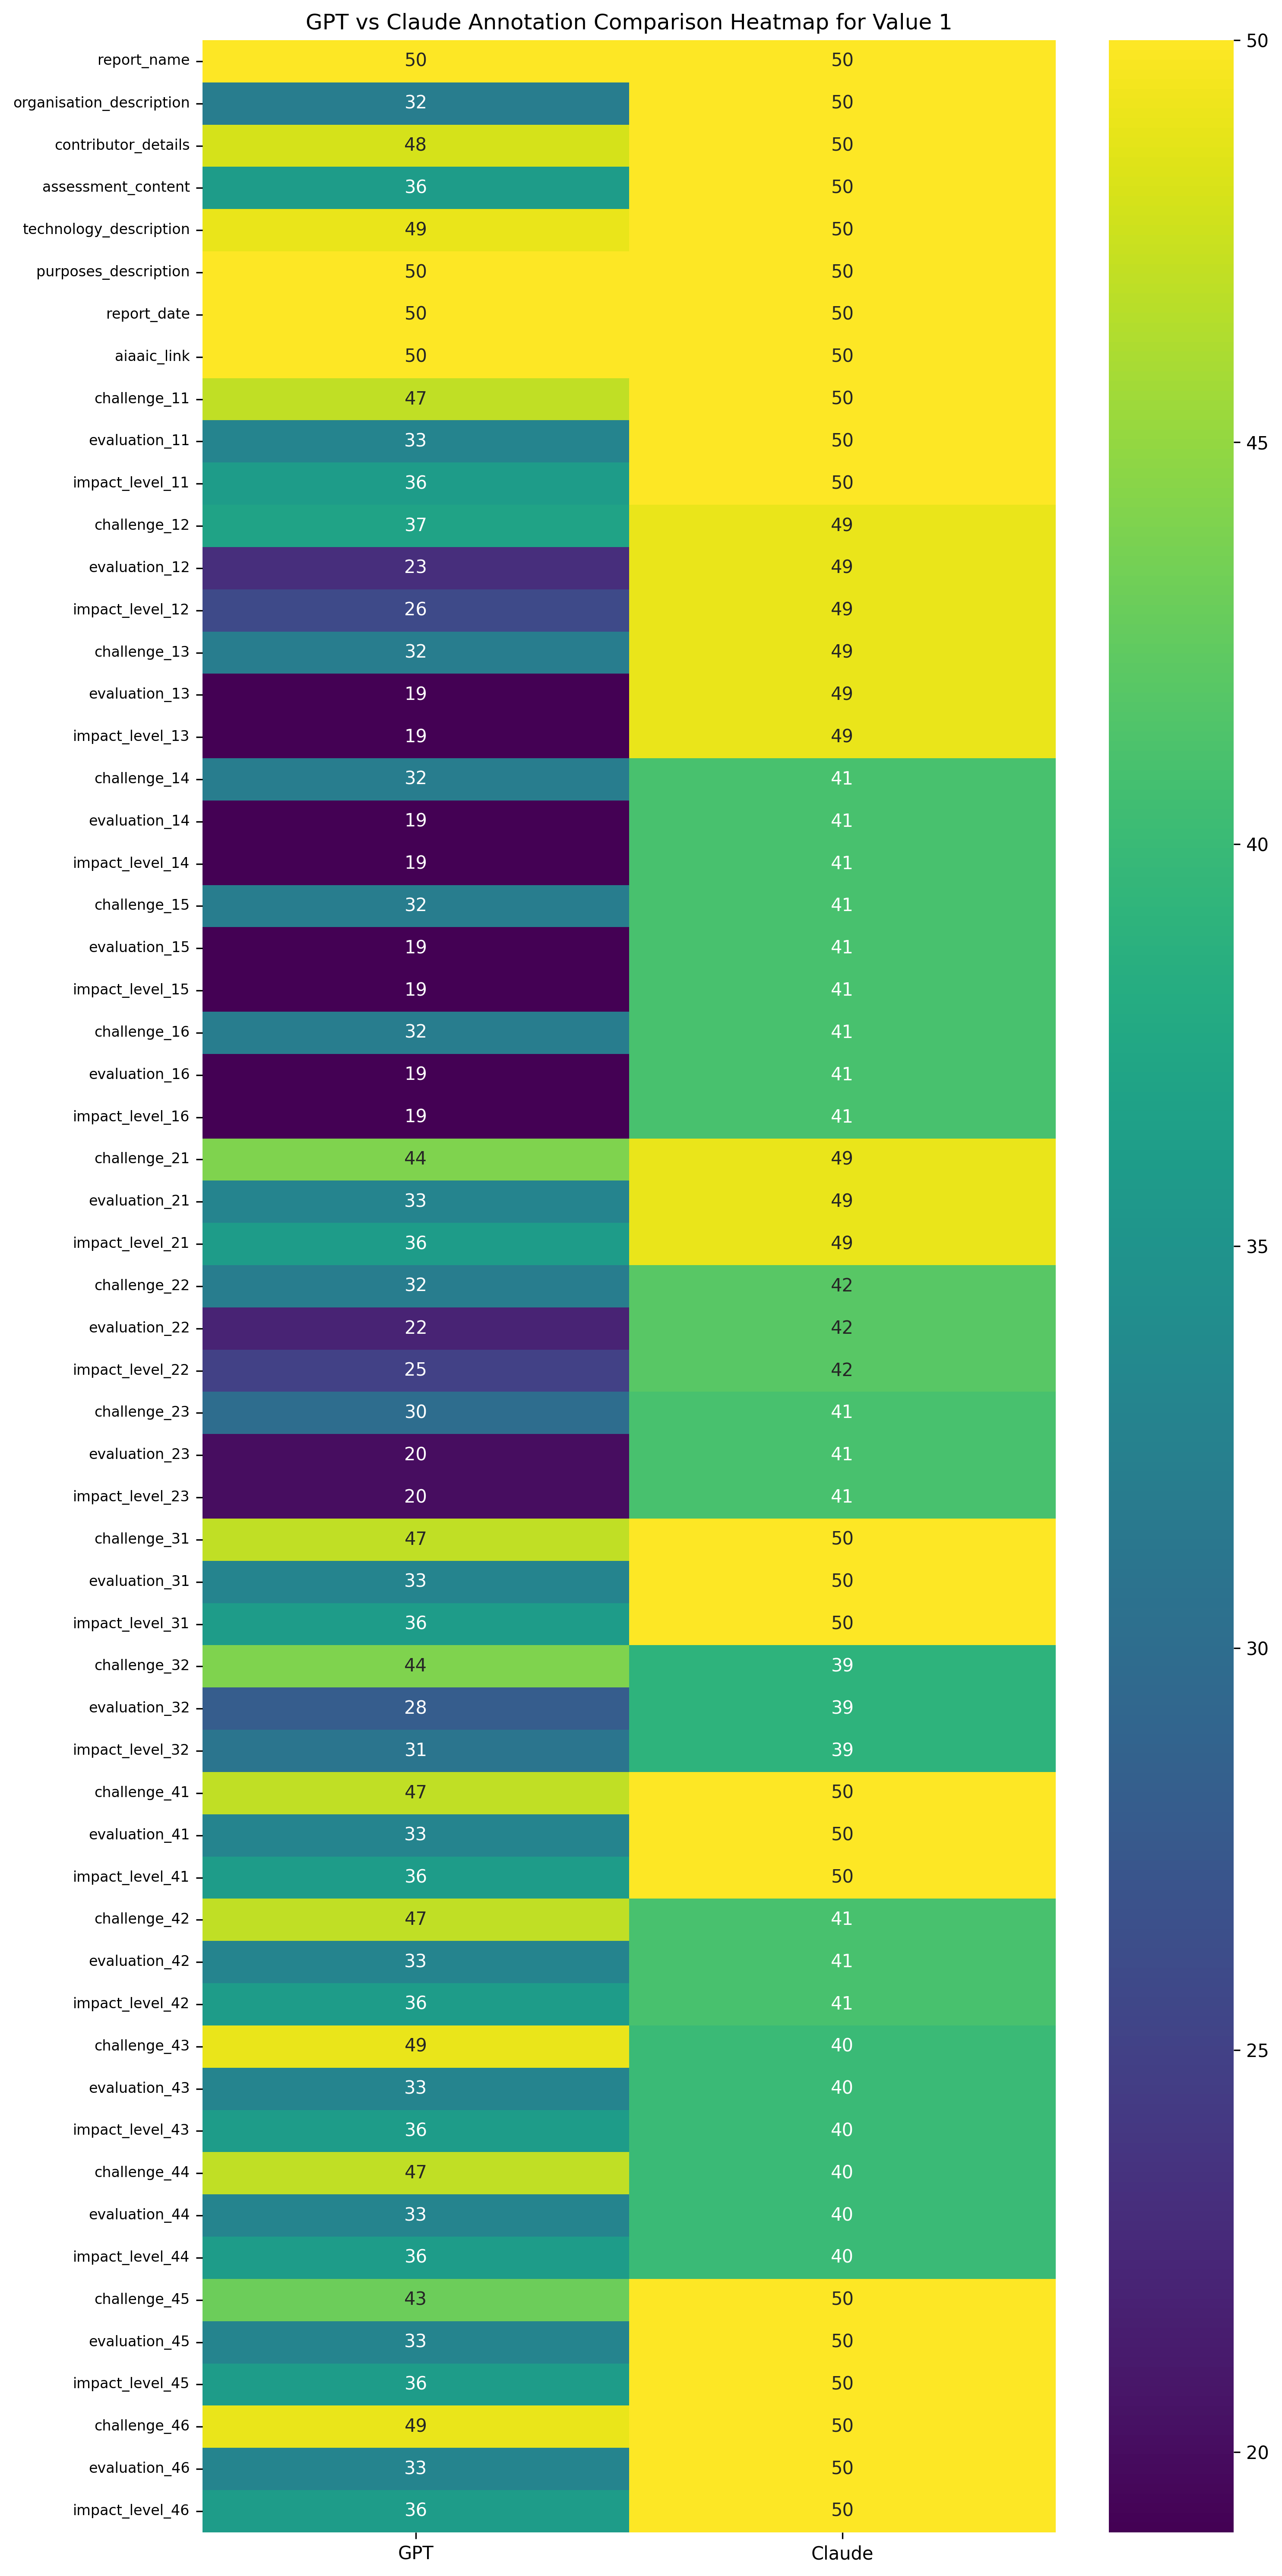 GPT vs Claude Annotation Comparison Heatmap for Value 1
report_name 50 50
organisation_description 32 50
contributor_details 48 50
assessment_content 36 50
technology_description 49 50
purposes_description 50 50
report_date 50 50
aiaaic_link 50 50
challenge_11 47 50
evaluation_11 33 50
impact_level_11 36 50
challenge_12 37 49
evaluation_12 23 49
impact_level_12 26 49
challenge_13 32 49
evaluation_13 19 49
impact_level_13 19 49
challenge_14 32 41
evaluation_14 19 41
impact_level_14 19 41
challenge_15 32 41
evaluation_15 19 41
impact_level_15 19 41
challenge_16 32 41
evaluation_16 19 41
impact_level_16 19 41
challenge_21 44 49
evaluation_21 33 49
impact_level_21 36 49
challenge_22 32 42
evaluation_22 22 42
impact_level_22 25 42
challenge_23 30 41
evaluation_23 20 41
impact_level_23 20 41
challenge_31 47 50
evaluation_31 33 50
impact_level_31 36 50
challenge_32 44 39
evaluation_32 28 39
impact_level_32 31 39
challenge_41 47 50
evaluation_41 33 50
impact_level_41 36 50
challenge_42 47 41
evaluation_42 33 41
impact_level_42 36 41
challenge_43 49 40
evaluation_43 33 40
impact_level_43 36 40
challenge_44 47 40
evaluation_44 33 40
impact_level_44 36 40
challenge_45 43 50
evaluation_45 33 50
impact_level_45 36 50
challenge_46 49 50
evaluation_46 33 50
impact_level_46 36 50
GPT Claude
50
45
40
35
30
25
20